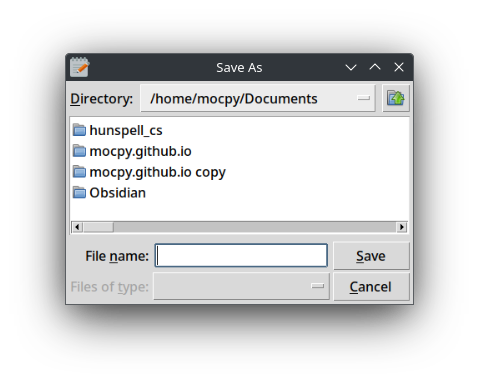 Save As
Directory: /home/mocpy/Documents
hunspell_cs
mocpy.github.io
mocpy.github.io copy
Obsidian
File name: Save
Files of type: Cancel